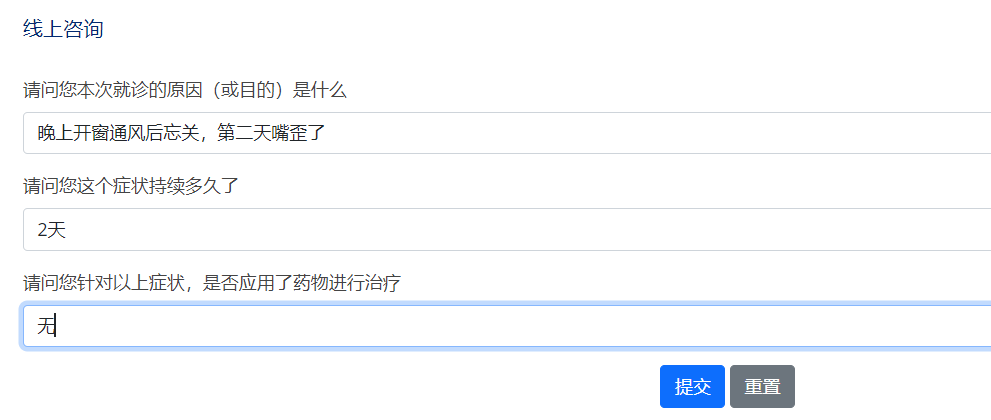 线上咨询
请问您本次就诊的原因（或目的）是什么
晚上开窗通风后忘关，第二天嘴歪了
请问您这个症状持续多久了
2天
请问您针对以上症状，是否应用了药物进行治疗
无
提交 重置